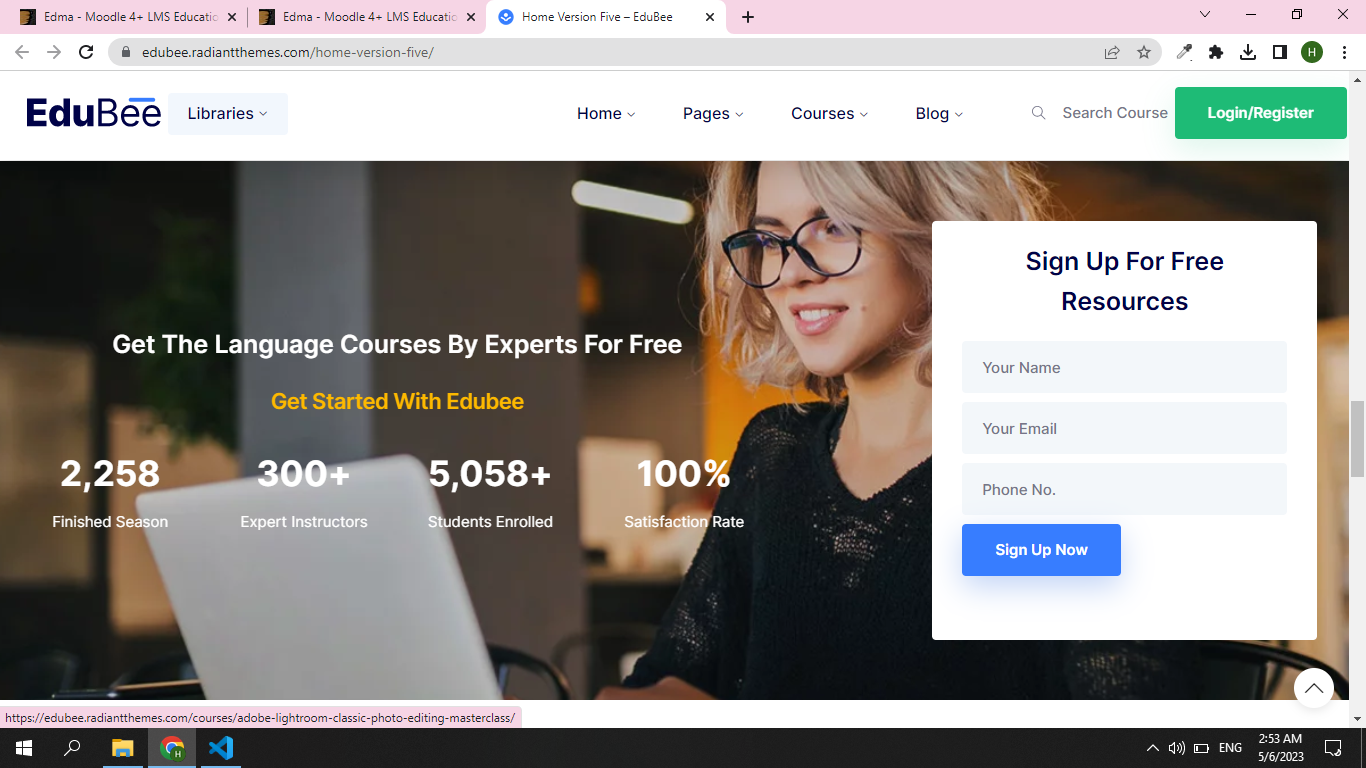 Edma - Moodle 4+ LMS Educatio
Edma - Moodle 4+ LMS Educatio
Home Version Five – EduBee
edubee.radiantthemes.com/home-version-five/
H
EduBee
Libraries
Home
Pages
Courses
Blog
Search Course
Login/Register
Get The Language Courses By Experts For Free
Get Started With Edubee
2,258
Finished Season
300+
Expert Instructors
5,058+
Students Enrolled
100%
Satisfaction Rate
Sign Up For Free
Resources
Your Name
Your Email
Phone No.
Sign Up Now
https://edubee.radiantthemes.com/courses/adobe-lightroom-classic-photo-editing-masterclass/
H
ENG
2:53 AM
5/6/2023